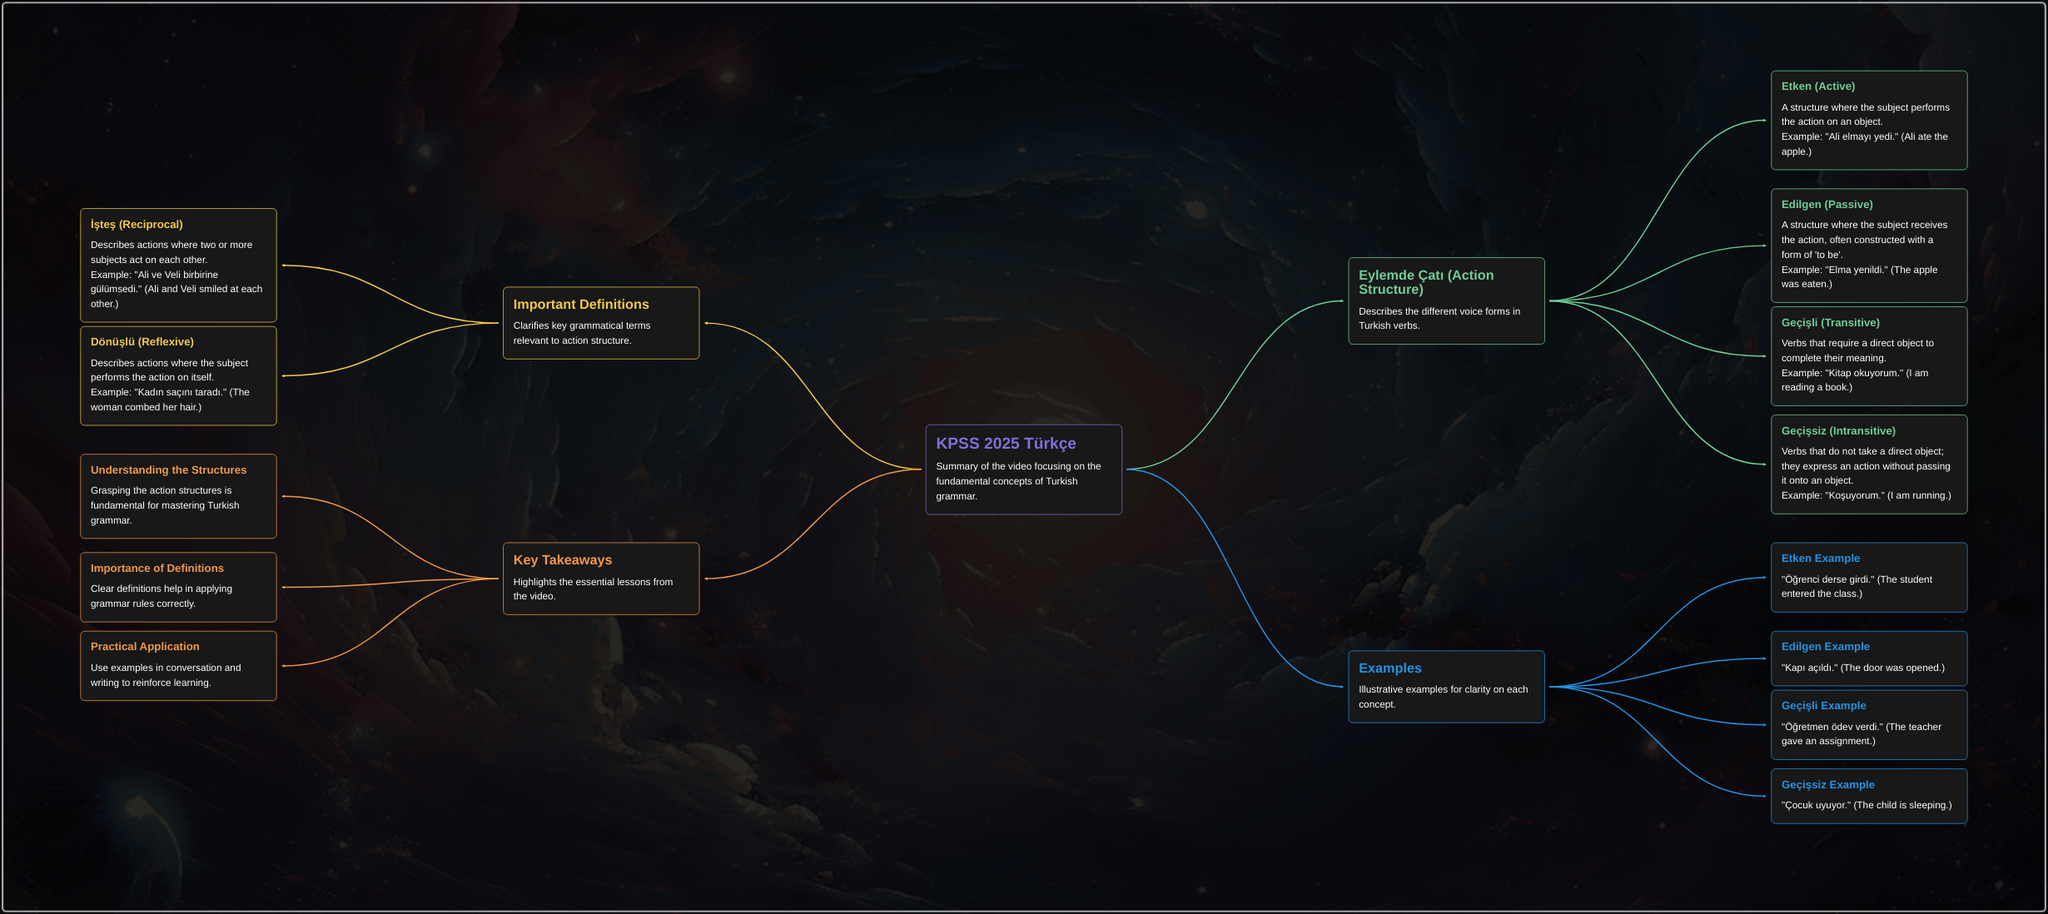 KPSS 2025 Türkçe
Summary of the video focusing on the
fundamental concepts of Turkish
grammar.
Eylemde Çatı (Action
Structure)
Describes the different voice forms in
Turkish verbs.
Etken (Active)
A structure where the subject performs
the action on an object.
Example: "Ali elmayı yedi." (Ali ate the
apple.)
Edilgen (Passive)
A structure where the subject receives
the action, often constructed with a
form of 'to be'.
Example: "Elma yenildi." (The apple
was eaten.)
Geçişli (Transitive)
Verbs that require a direct object to
complete their meaning.
Example: "Kitap okuyorum." (I am
reading a book.)
Geçişsiz (Intransitive)
Verbs that do not take a direct object;
they express an action without passing
it onto an object.
Example: "Koşuyorum." (I am running.)
Examples
Illustrative examples for clarity on each
concept.
Etken Example
"Öğrenci derse girdi." (The student
entered the class.)
Edilgen Example
"Kapı açıldı." (The door was opened.)
Geçişli Example
"Öğretmen ödev verdi." (The teacher
gave an assignment.)
Geçişsiz Example
"Çocuk uyuyor." (The child is sleeping.)
Important Definitions
Clarifies key grammatical terms
relevant to action structure.
İşteş (Reciprocal)
Describes actions where two or more
subjects act on each other.
Example: "Ali ve Veli birbirine
gülümsedi." (Ali and Veli smiled at each
other.)
Dönüşlü (Reflexive)
Describes actions where the subject
performs the action on itself.
Example: "Kadın saçını taradı." (The
woman combed her hair.)
Key Takeaways
Highlights the essential lessons from
the video.
Understanding the Structures
Grasping the action structures is
fundamental for mastering Turkish
grammar.
Importance of Definitions
Clear definitions help in applying
grammar rules correctly.
Practical Application
Use examples in conversation and
writing to reinforce learning.